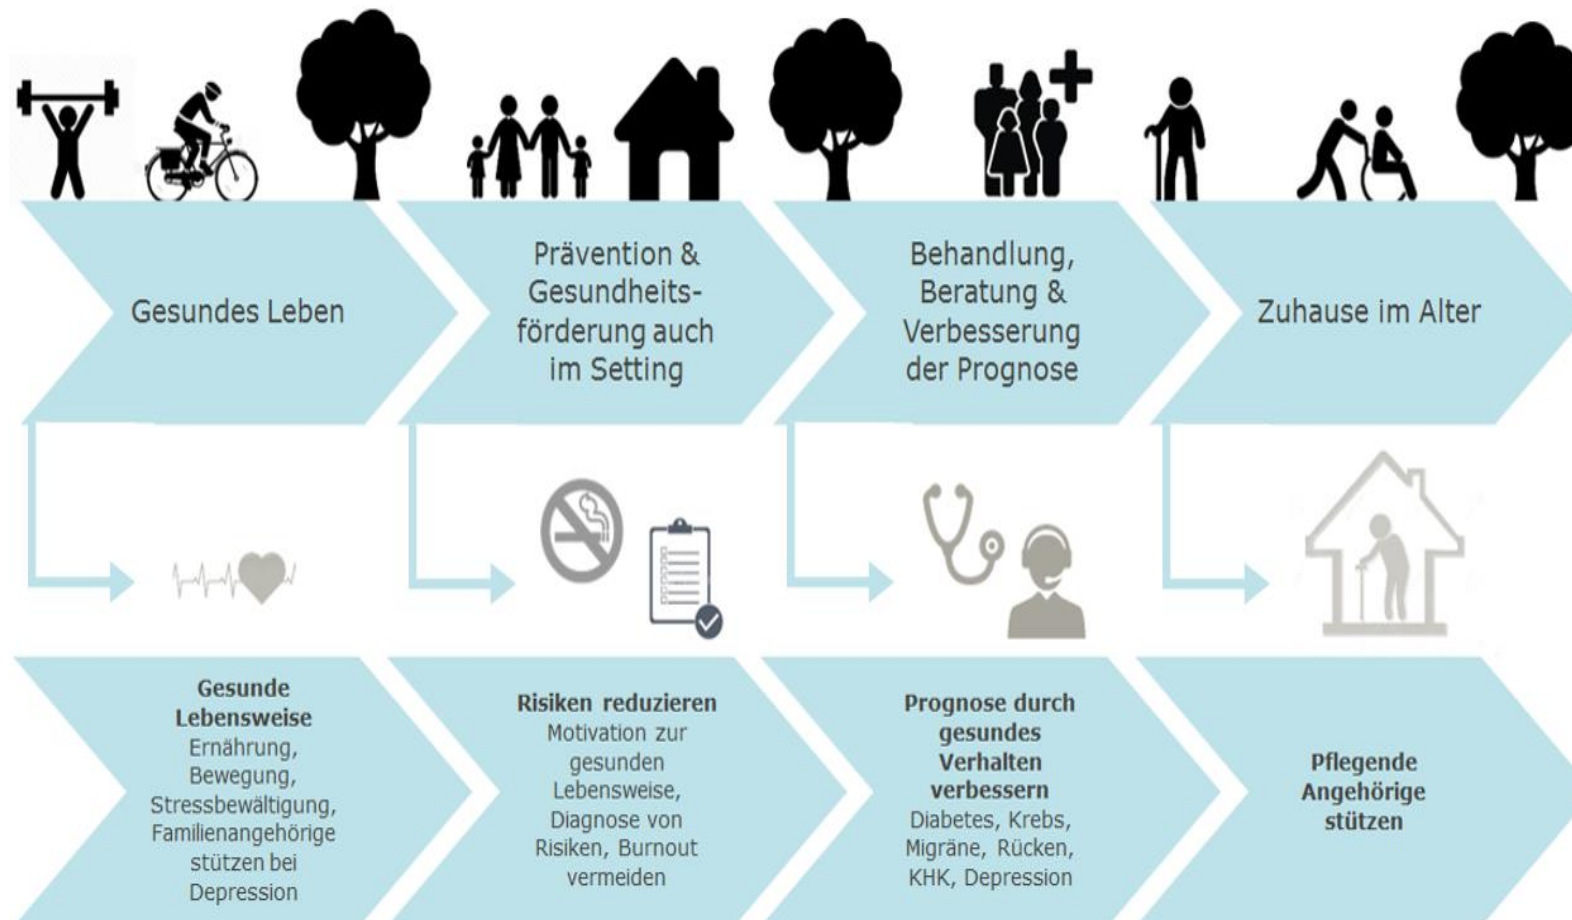 Gesundes Leben
Prävention &
Gesundheits-
förderung auch
im Setting
Behandlung,
Beratung &
Verbesserung
der Prognose
Zuhause im Alter
Gesunde
Lebensweise
Ernährung,
Bewegung,
Stressbewältigung,
Familienangehörige
stützen bei
Depression
Risiken reduzieren
Motivation zur
gesunden
Lebensweise,
Diagnose von
Risiken, Burnout
vermeiden
Prognose durch
gesundes
Verhalten
verbessern
Diabetes, Krebs,
Migräne, Rücken,
KHK, Depression
Pflegende
Angehörige
stützen